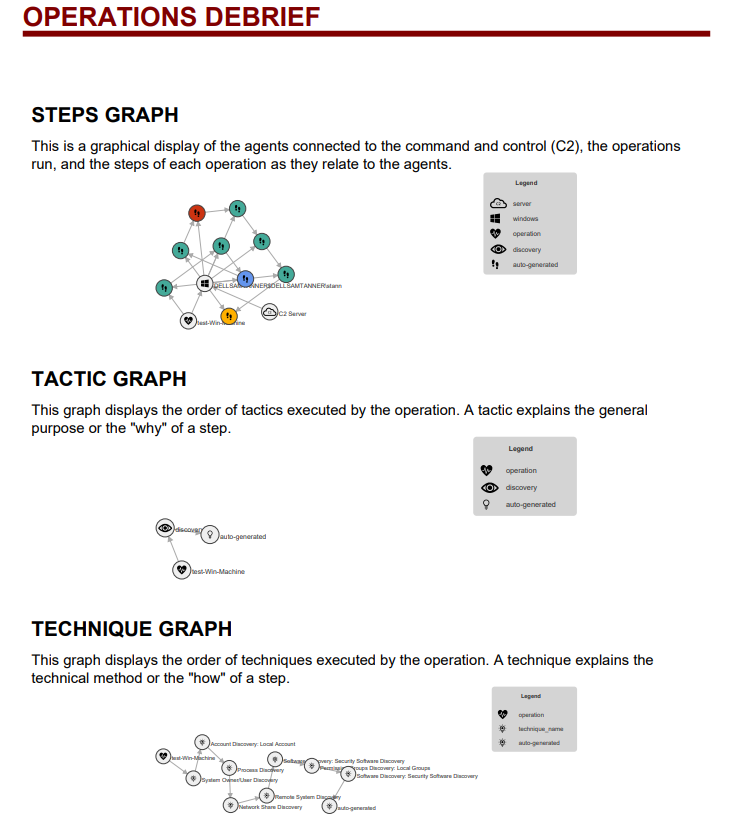 OPERATIONS DEBRIEF
STEPS GRAPH
This is a graphical display of the agents connected to the command and control (C2), the operations
run, and the steps of each operation as they relate to the agents.
Legend
server
windows
operation
discovery
auto-generated
C2 Server
TACTIC GRAPH
This graph displays the order of tactics executed by the operation. A tactic explains the general
purpose or the "why" of a step.
Legend
operation
discovery
auto-generated
discovery
auto-generated
test-Win-Machine
TECHNIQUE GRAPH
This graph displays the order of techniques executed by the operation. A technique explains the
technical method or the "how" of a step.
Legend
operation
technique_name
auto-generated
Account Discovery: Local Account
test-Win-Machine
Discovery: Security Software Discovery
Process Discovery
Groups Discovery: Local Groups
System Owner/User Discovery
Software Discovery: Security Software Discovery
Remote System Discovery
Network Share Discovery
auto-generated